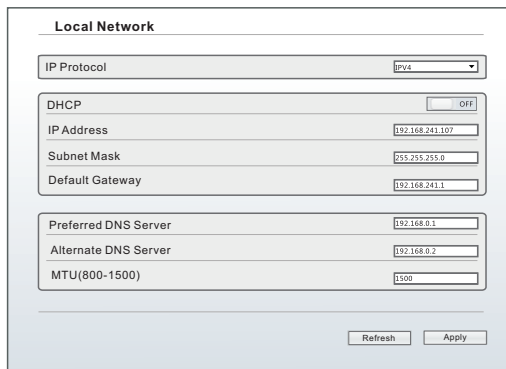 Local Network
IP Protocol IPV4
DHCP OFF
IP Address 192.168.241.107
Subnet Mask 255.255.255.0
Default Gateway 192.168.241.1
Preferred DNS Server 192.168.0.1
Alternate DNS Server 192.168.0.2
MTU(800-1500) 1500
Refresh Apply